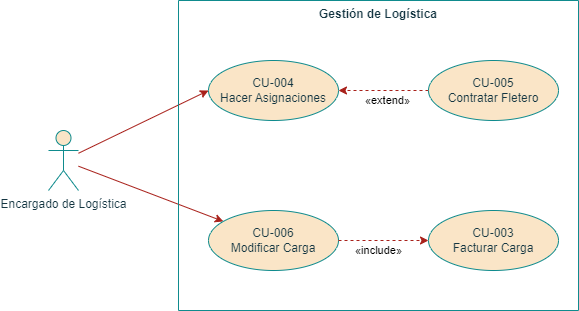 Gestión de Logística
CU-004
Hacer Asignaciones
«extend»
CU-005
Contratar Fletero
Encargado de Logística
CU-006
Modificar Carga
«include»
CU-003
Facturar Carga